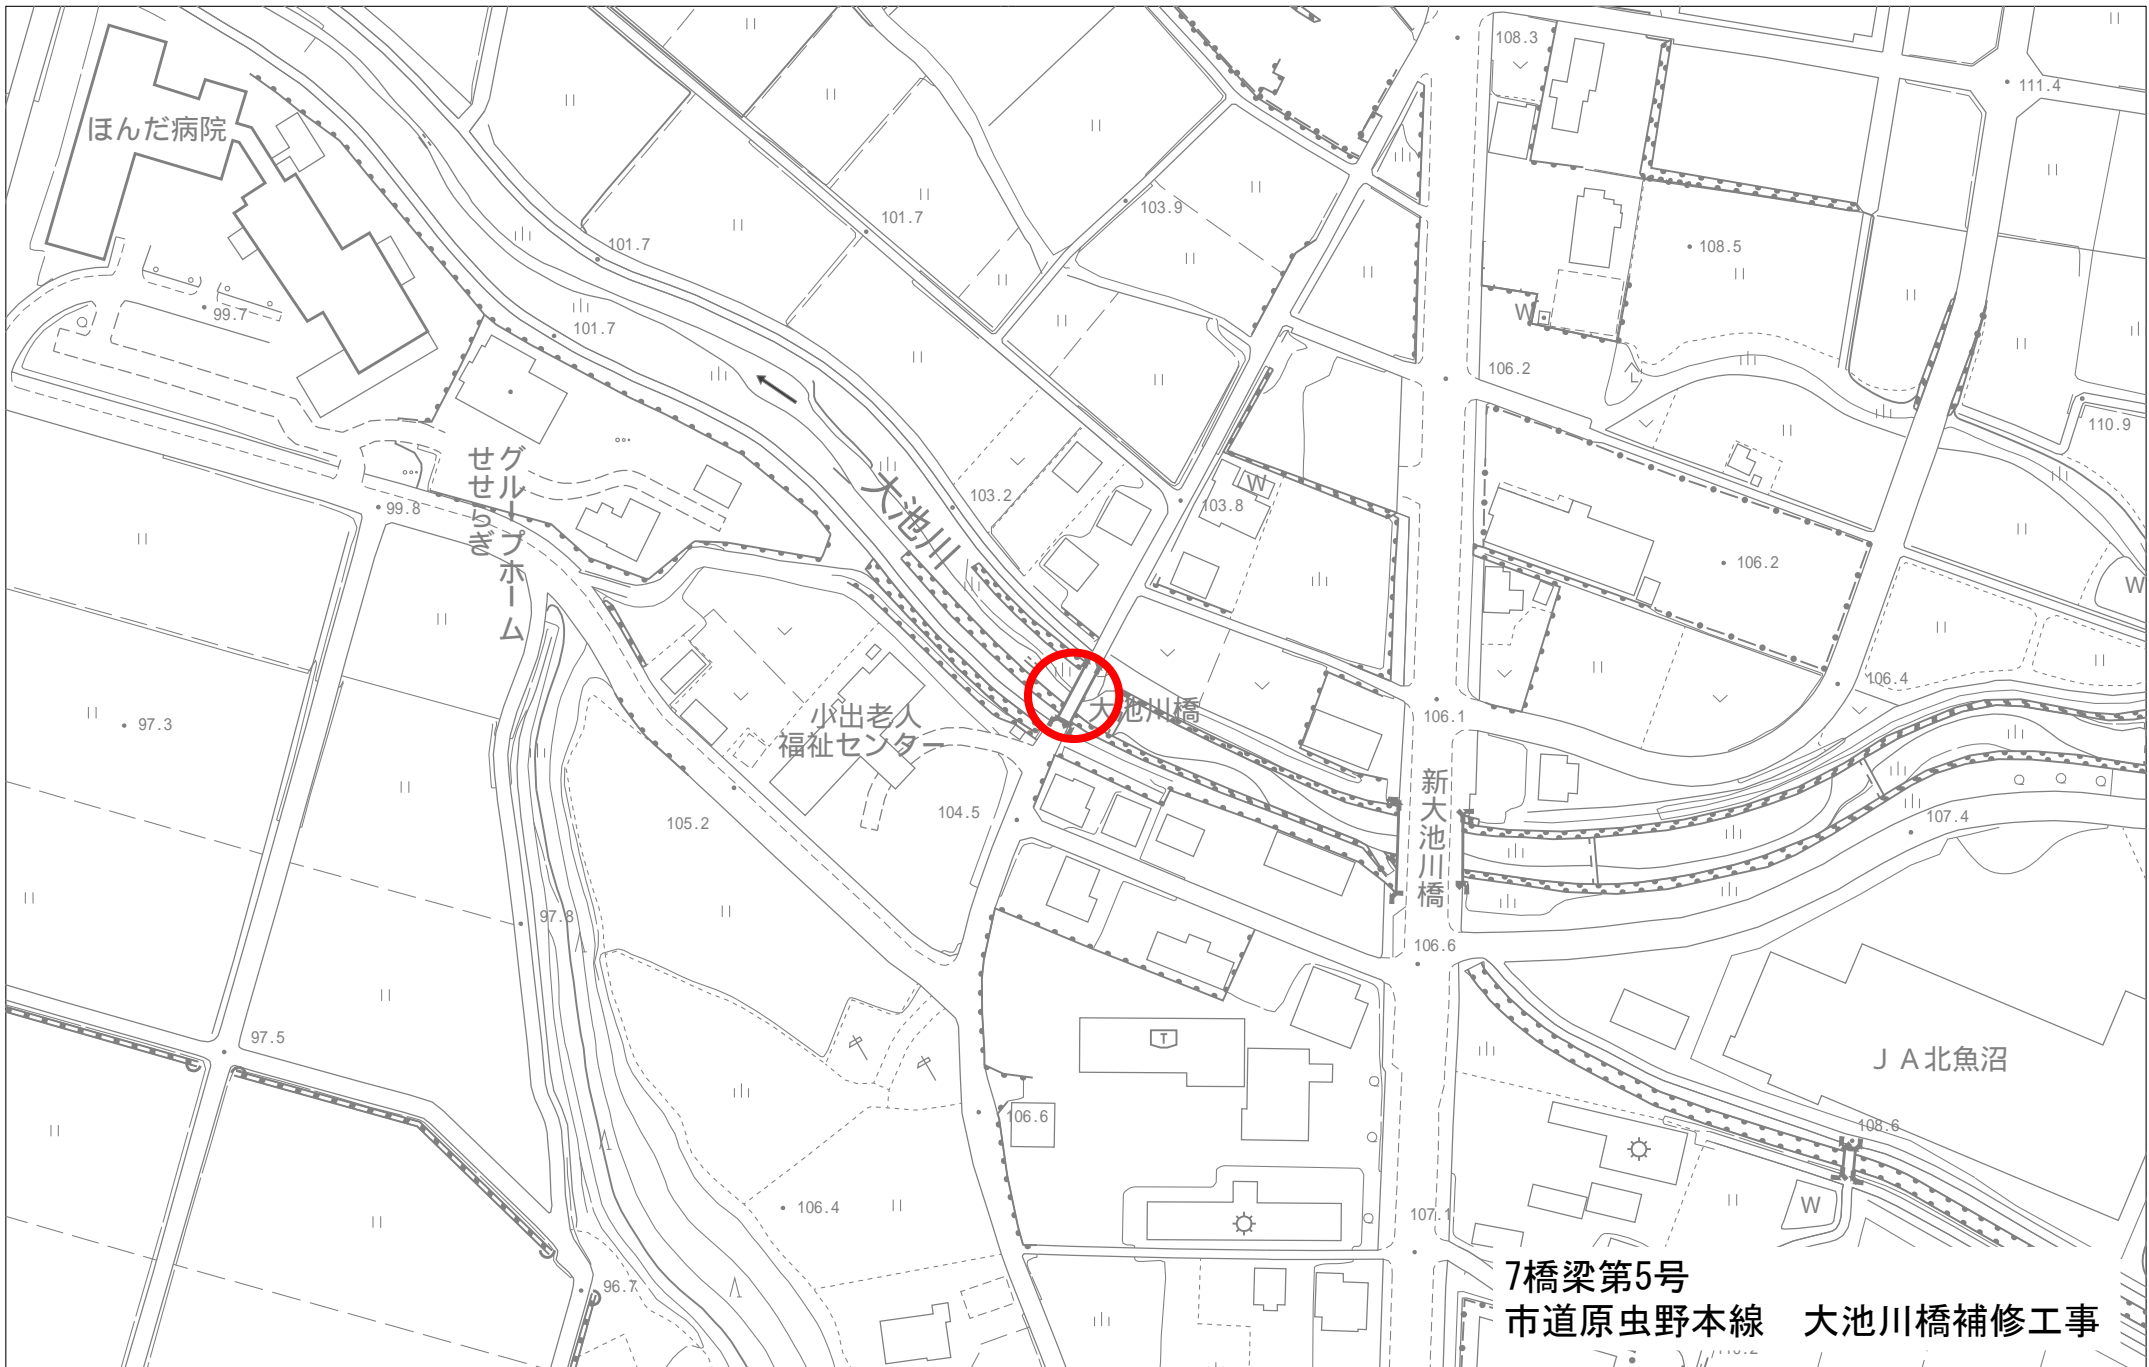 108.3
111.4
ほんだ病院
103.9
101.7
101.7
108.5
99.7
101.7
W
106.2
110.9
グループホーム
せせらぎ
大池川
103.2
W
103.8
99.8
106.2
W
106.4
大池川橋
106.1
小出老人
福祉センター
97.3
新大池川橋
105.2
104.5
107.4
97.8
106.6
97.5
T
JA北魚沼
106.6
108.6
106.4
W
107.1
96.7
7橋梁第5号
市道原虫野本線 大池川橋補修工事